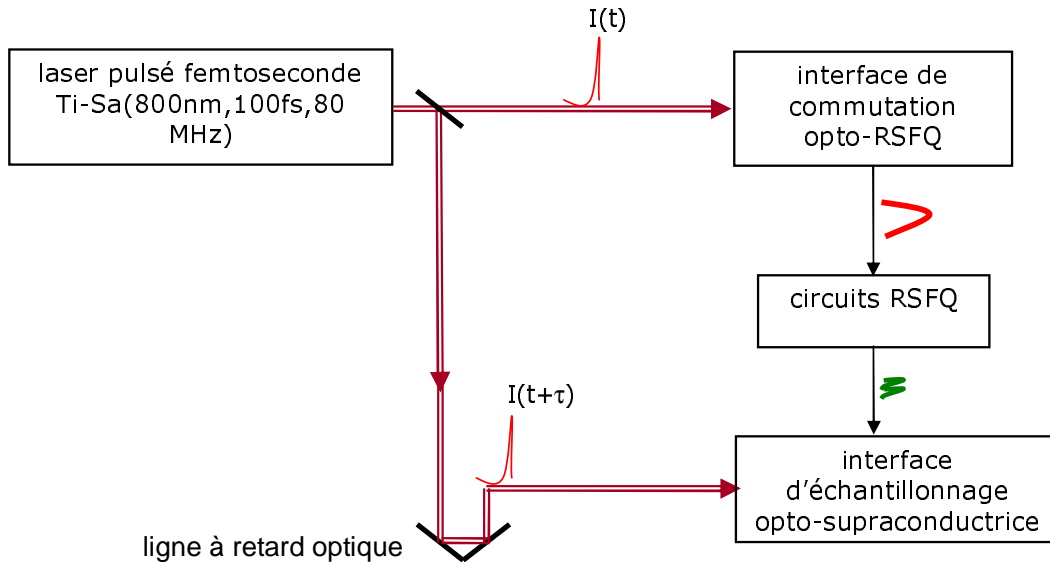 I(t)
laser pulsé femtoseconde
Ti-Sa(800nm,100fs,80
MHz)
interface de
commutation
opto-RSFQ
circuits RSFQ
I(t+τ)
interface
d'échantillonnage
opto-supraconductrice
ligne à retard optique